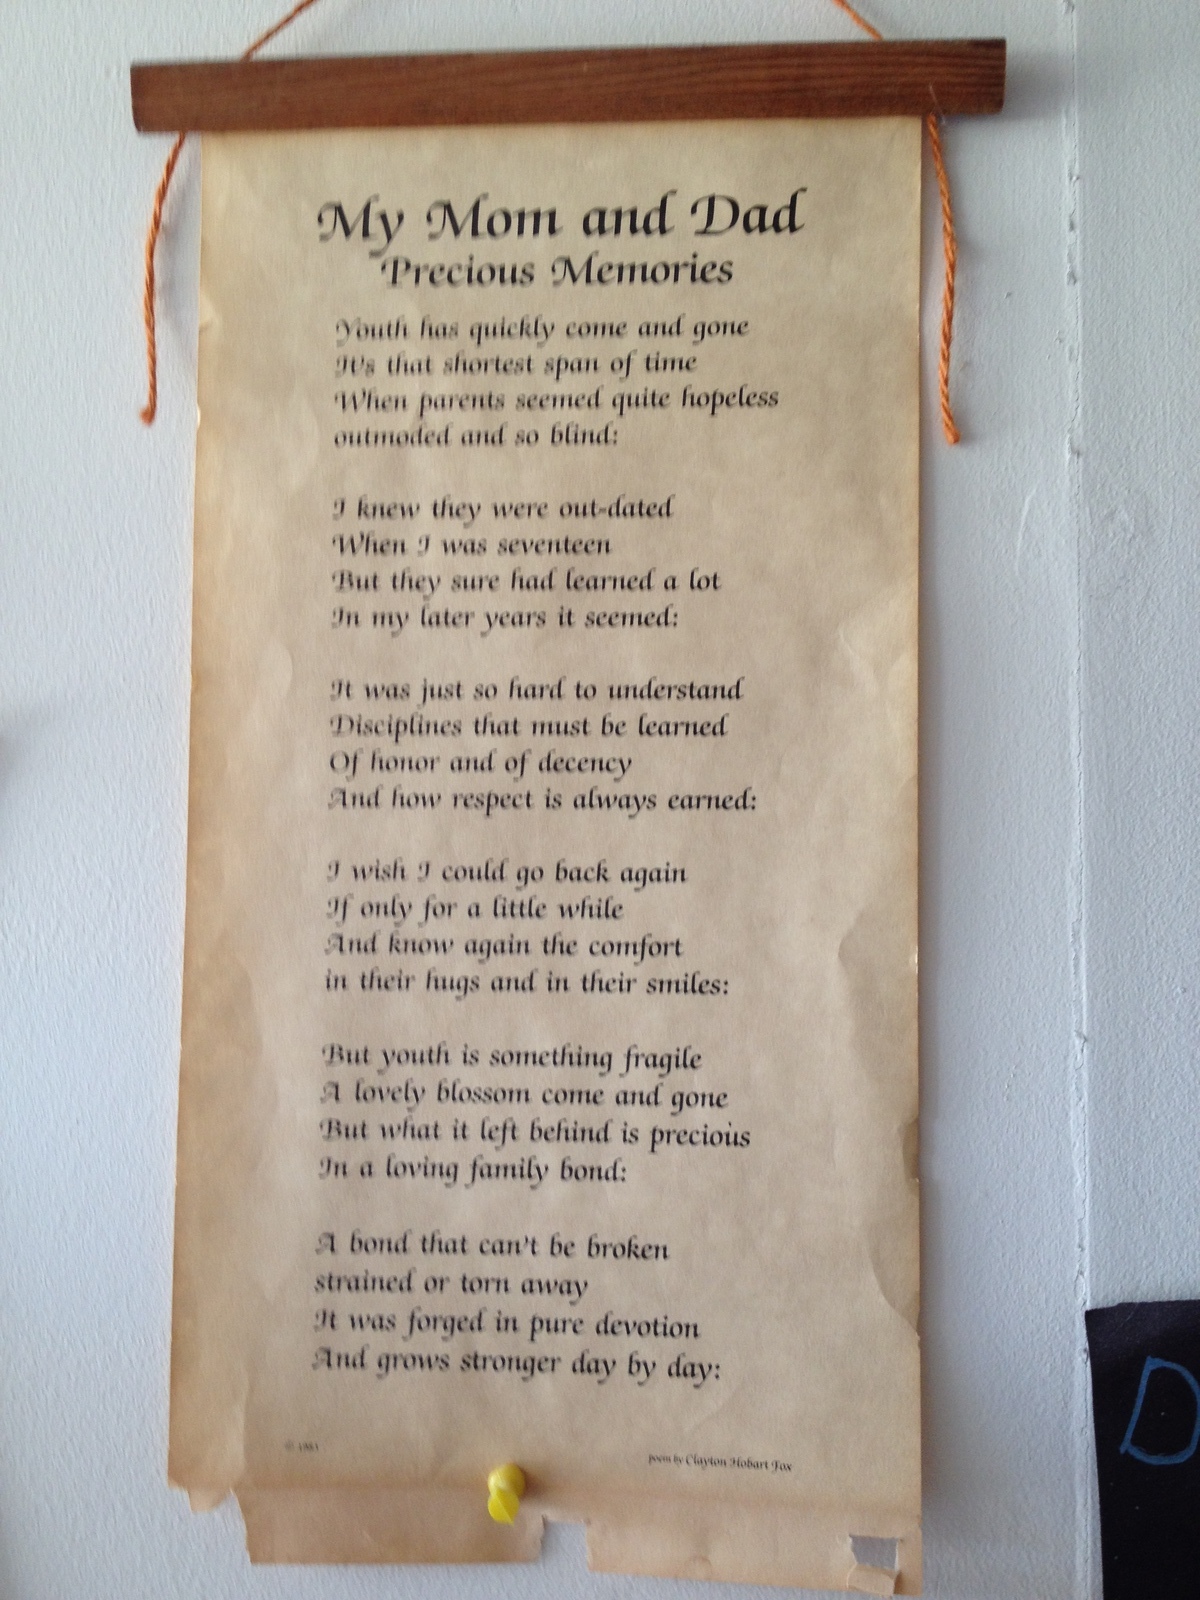 My Mom and Dad
Precious Memories
Youth has quickly come and gone
It's that shortest span of time
When parents seemed quite hopeless
outmoded and so blind:
I knew they were out-dated
When I was seventeen
But they sure had learned a lot
In my later years it seemed:
It was just so hard to understand
Disciplines that must be learned
Of honor and of decency
And how respect is always earned:
I wish I could go back again
If only for a little while
And know again the comfort
in their hugs and in their smiles:
But youth is something fragile
A lovely blossom come and gone
But what it left behind is precious
In a loving family bond:
A bond that can't be broken
strained or torn away
It was forged in pure devotion
And grows stronger day by day:
©
poem by Clayton Hobart Fox
D